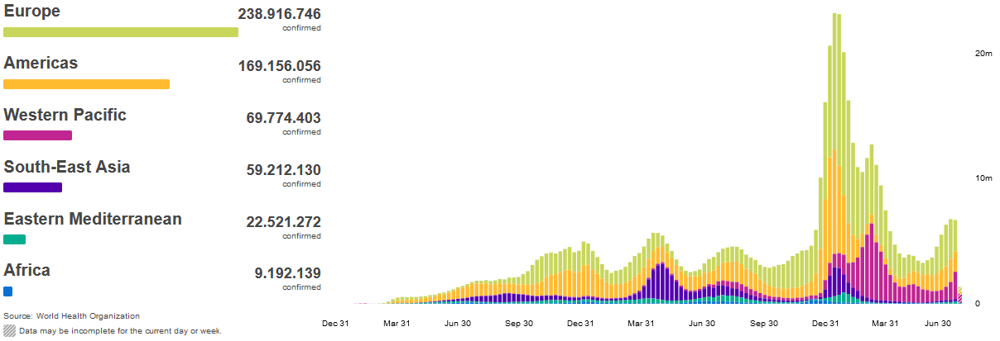 Europe
238.916.746
confirmed
Americas
169.156.056
confirmed
Western Pacific
69.774.403
confirmed
South-East Asia
59.212.130
confirmed
Eastern Mediterranean
22.521.272
confirmed
Africa
9.192.139
confirmed
Source: World Health Organization
Data may be incomplete for the current day or week.
20m
10m
0
Dec 31 Mar 31 Jun 30 Sep 30 Dec 31 Mar 31 Jun 30 Sep 30 Dec 31 Mar 31 Jun 30